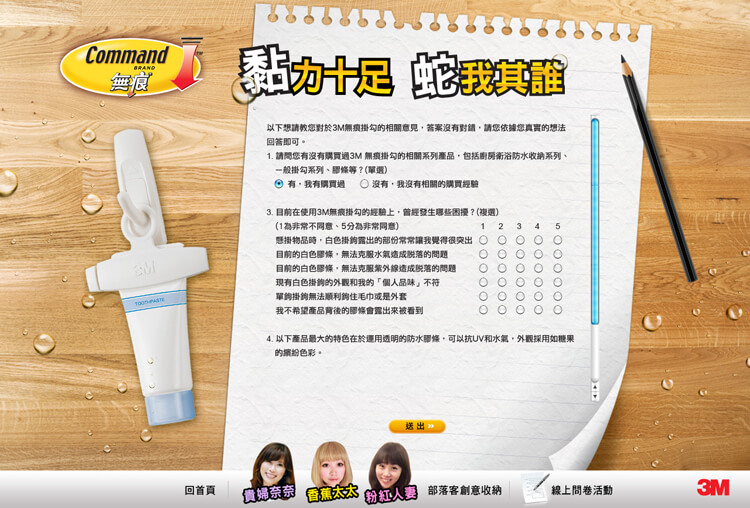 Command™
BRAND
無痕
黏力十足 蛇我其誰
以下想請教您對於3M無痕掛勾的相關意見，答案沒有對錯，請您依據您真實的想法
回答即可。
1. 請問您有沒有購買過3M 無痕掛勾的相關系列產品，包括廚房衛浴防水收納系列、
一般掛勾系列、膠條等？(單選)
有，我有購買過 沒有，我沒有相關的購買經驗
3. 目前在使用3M無痕掛勾的經驗上，曾經發生哪些困擾？(複選)
(1為非常不同意、5分為非常同意) 1 2 3 4 5
懸掛物品時，白色掛鉤露出的部份常常讓我覺得很突出
目前的白色膠條，無法克服水氣造成脱落的問題
目前的白色膠條，無法克服紫外線造成脱落的問題
現有白色掛鉤的外觀和我的「個人品味」不符
單鉤掛鉤無法順利鉤住毛巾或是外套
我不希望產品背後的膠條會露出來被看到
4. 以下產品最大的特色在於運用透明的防水膠條，可以抗UV和水氣，外觀採用如糖果
的繽紛色彩。
3M
TOOTHPASTE
送出
回首頁
貴婦奈奈
香蕉太太
粉紅人妻
部落客創意收納
線上問卷活動
3M